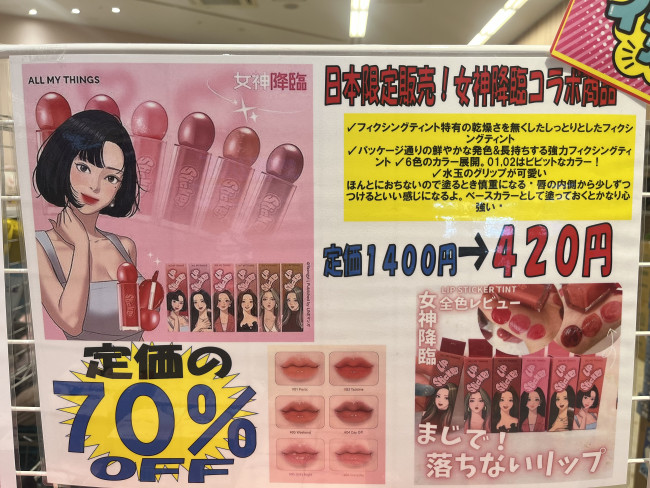 ALL MY THINGS
女神降臨
日本限定販売！女神降臨コラボ商品
✓フィクシングティント特有の乾燥さを無くしたしっとりとしたフィクシ
ングティント
✓パッケージ通りの鮮やかな発色&長持ちする強力フィクシングティ
ント ✓6色のカラー展開。01.02はビビットなカラー！
✓水玉のグリップが可愛い
ほんとにおちないので塗るとき慎重になる・唇の内側から少しずつ
つけるといい感じになるよ。ベースカラーとして塗っておくとかなり心
強い・
定価1400円→420円
定価の
70%
OFF
LIP STICKER TINT
全色レビュー
女神降臨
まじで！
落ちないリップ